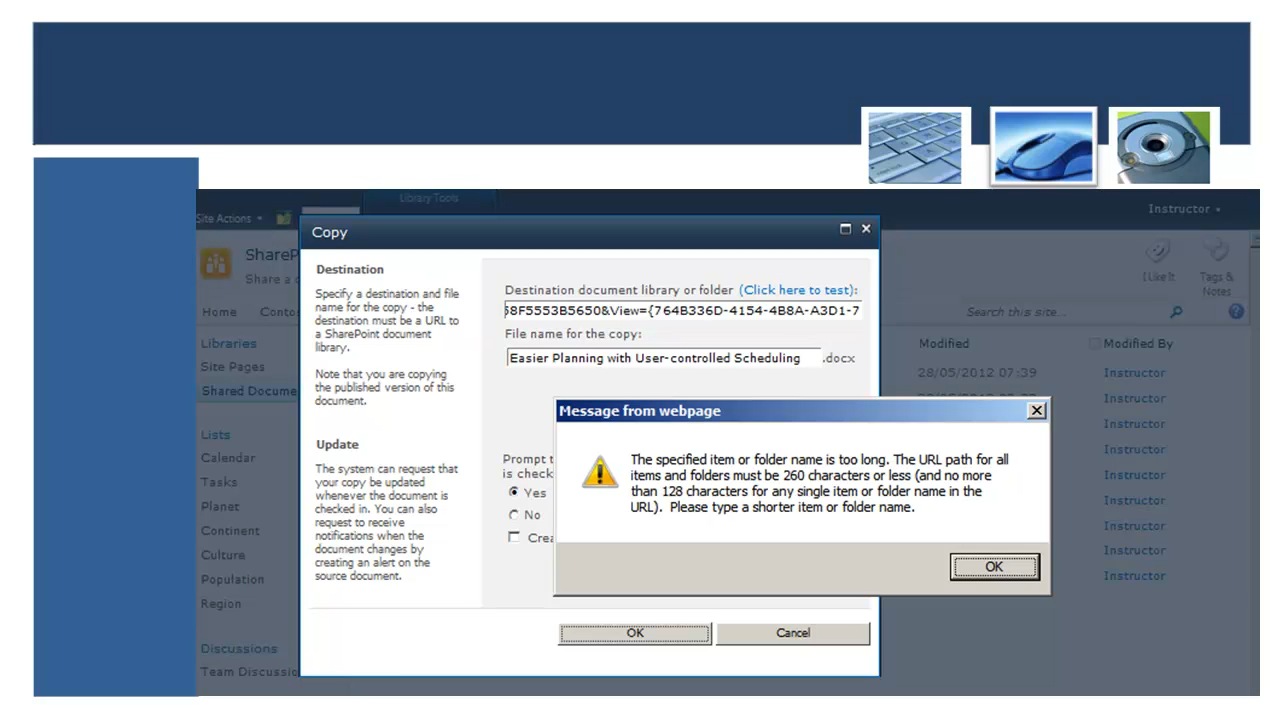 Library Tools
Site Actions
Instructor
Copy
ShareP
Share a
I Like It
Tags &
Notes
Home
Conto
Search this site...
Destination
Specify a destination and file
name for the copy - the
destination must be a URL to
a SharePoint document
library.
Note that you are copying
the published version of this
document.
Destination document library or folder (Click here to test):
58F5553B5650&View={764B336D-4154-4B8A-A3D1-7
File name for the copy:
Easier Planning with User-controlled Scheduling .docx
Update
The system can request that
your copy be updated
whenever the document is
checked in. You can also
request to receive
notifications when the
document changes by
creating an alert on the
source document.
Prompt t
is check
Yes
No
Crea
OK
Cancel
Message from webpage
The specified item or folder name is too long. The URL path for all
items and folders must be 260 characters or less (and no more
than 128 characters for any single item or folder name in the
URL). Please type a shorter item or folder name.
OK
Libraries
Site Pages
Shared Docume
Lists
Calendar
Tasks
Planet
Continent
Culture
Population
Region
Discussions
Team Discussio
Modified
Modified By
28/05/2012 07:39
Instructor
Instructor
Instructor
Instructor
Instructor
Instructor
Instructor
Instructor
Instructor